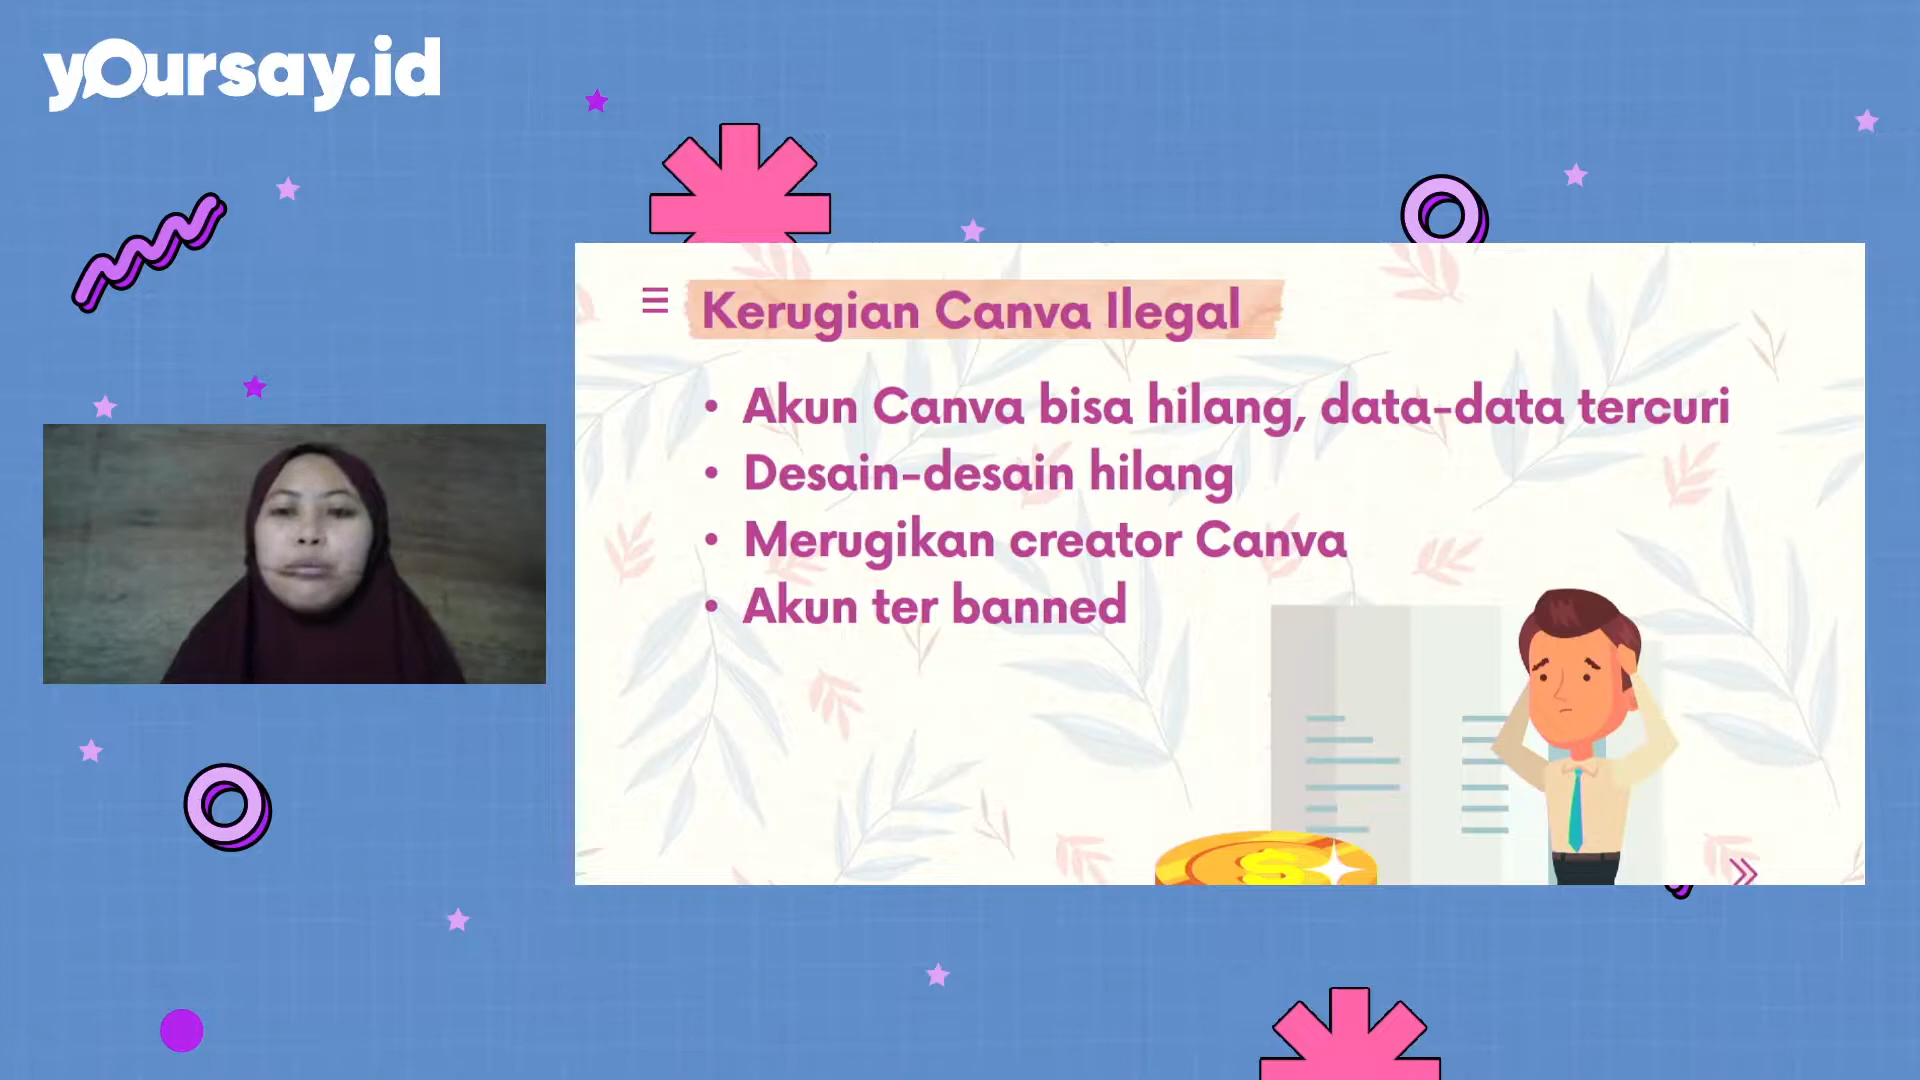 yoursay.id
Kerugian Canva Ilegal
• Akun Canva bisa hilang, data-data tercuri
• Desain-desain hilang
• Merugikan creator Canva
• Akun ter banned
$